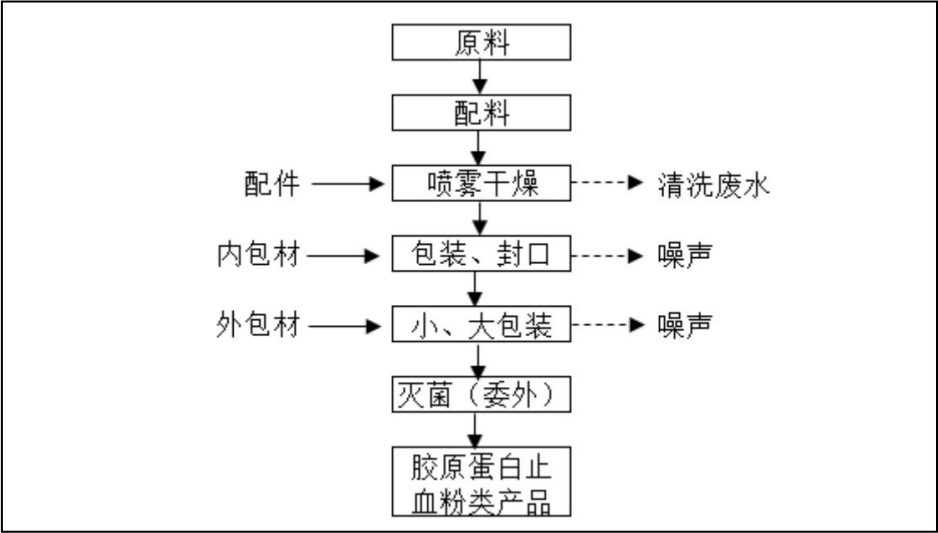 原料
配料
配件
喷雾干燥
清洗废水
内包材
包装、封口
噪声
外包材
小、大包装
噪声
灭菌（委外）
胶原蛋白止
血粉类产品